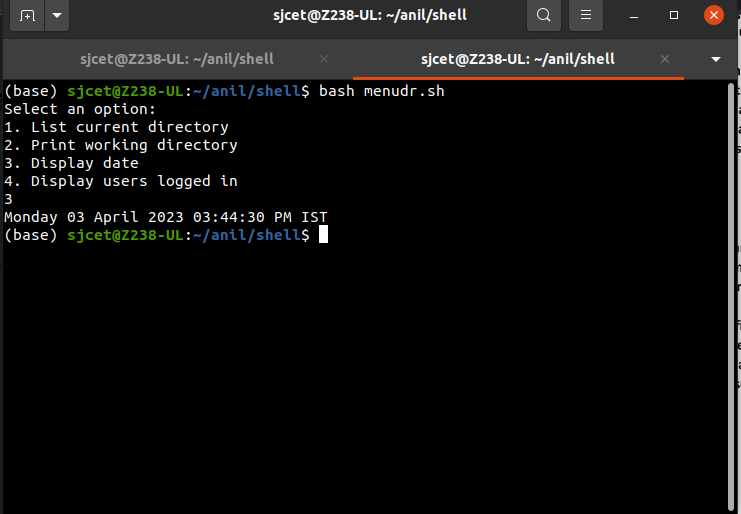 sjcet@Z238-UL: ~/anil/shell
sjcet@Z238-UL: ~/anil/shell
sjcet@Z238-UL: ~/anil/shell
(base) sjcet@Z238-UL:~/anil/shell$ bash menudr.sh
Select an option:
1. List current directory
2. Print working directory
3. Display date
4. Display users logged in
3
Monday 03 April 2023 03:44:30 PM IST
(base) sjcet@Z238-UL:~/anil/shell$